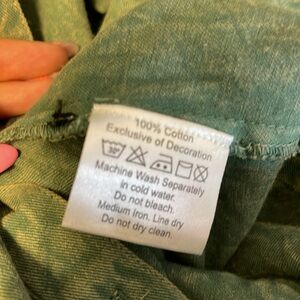 100% Cotton
Exclusive of Decoration
30°
Machine Wash Separately
in cold water.
Do not bleach.
Medium Iron. Line dry
Do not dry clean.